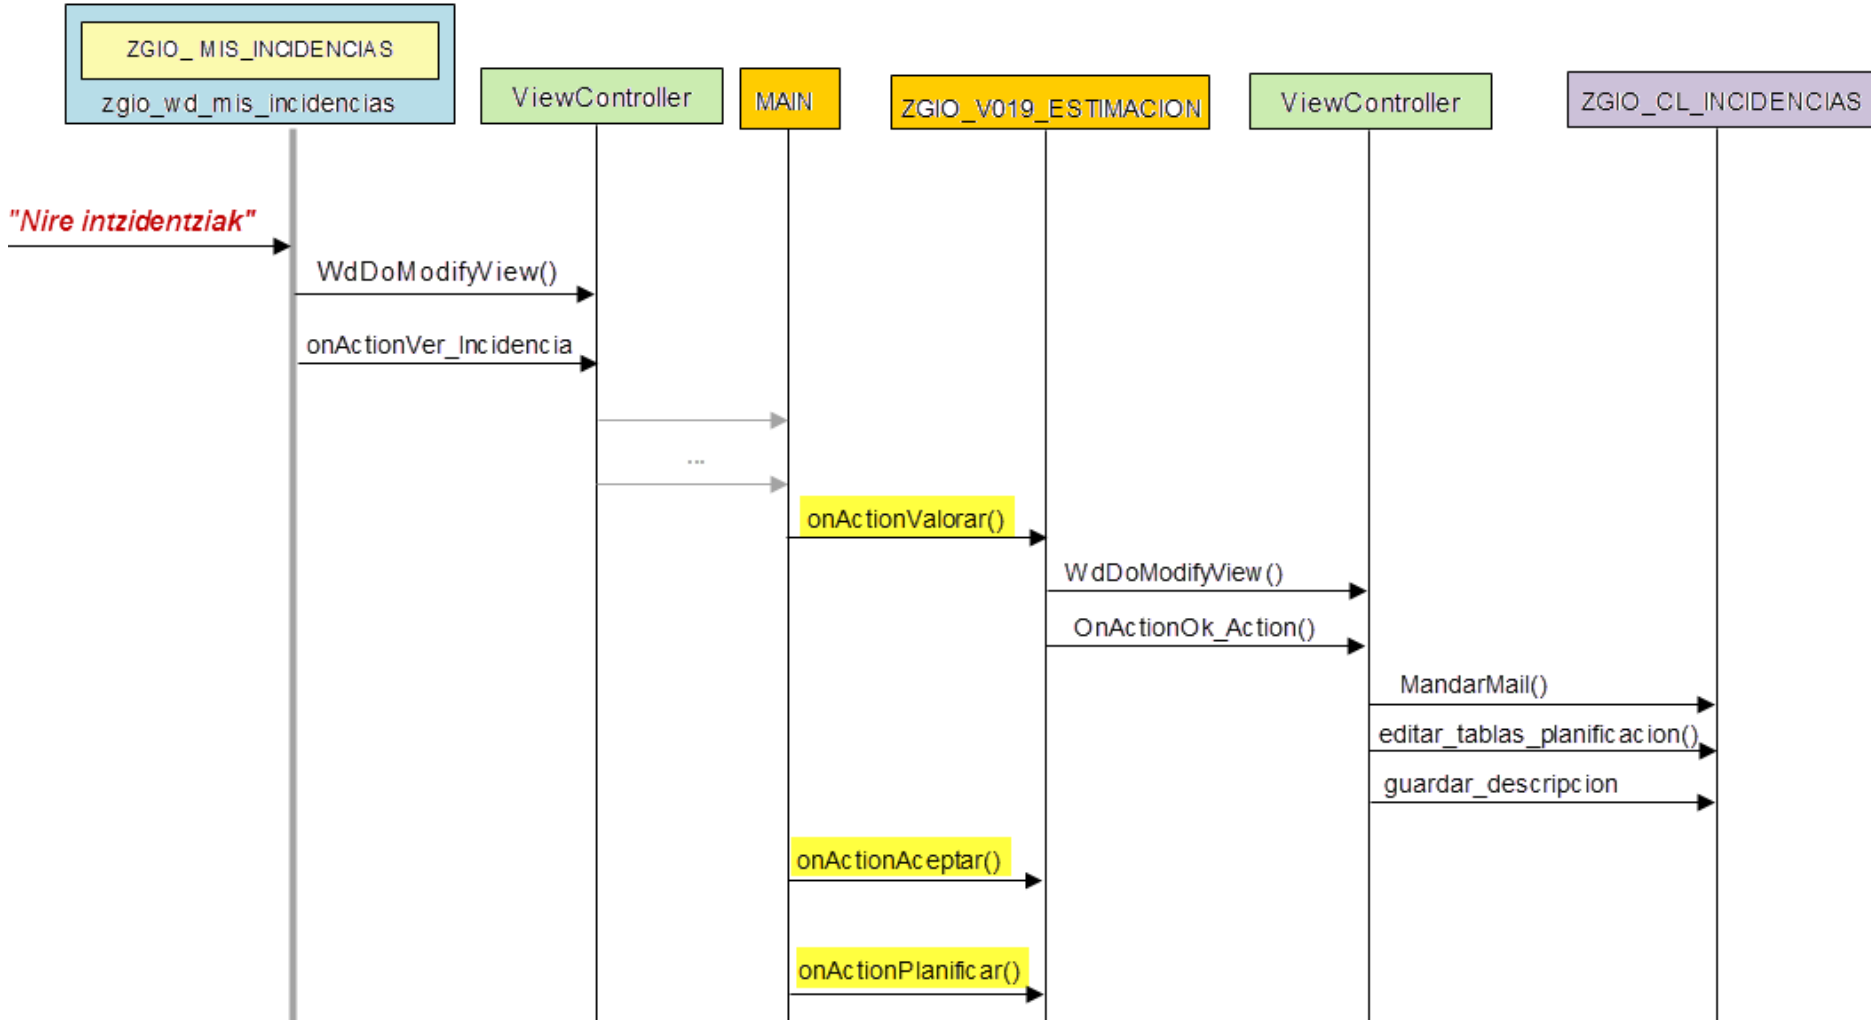 ZGIO_ MIS_INCIDENCIAS
zgio_wd_mis_incidencias
ViewController
MAIN
ZGIO_V019_ESTIMACION
ViewController
ZGIO_CL_INCIDENCIAS
"Nire intzidentziak"
WdDoModifyView()
onActionVer_Incidencia
...
onActionValorar()
WdDoModifyView()
OnActionOk_Action()
MandarMail()
editar_tablas_planificacion()
guardar_descripcion
onActionAceptar()
onActionPlanificar()